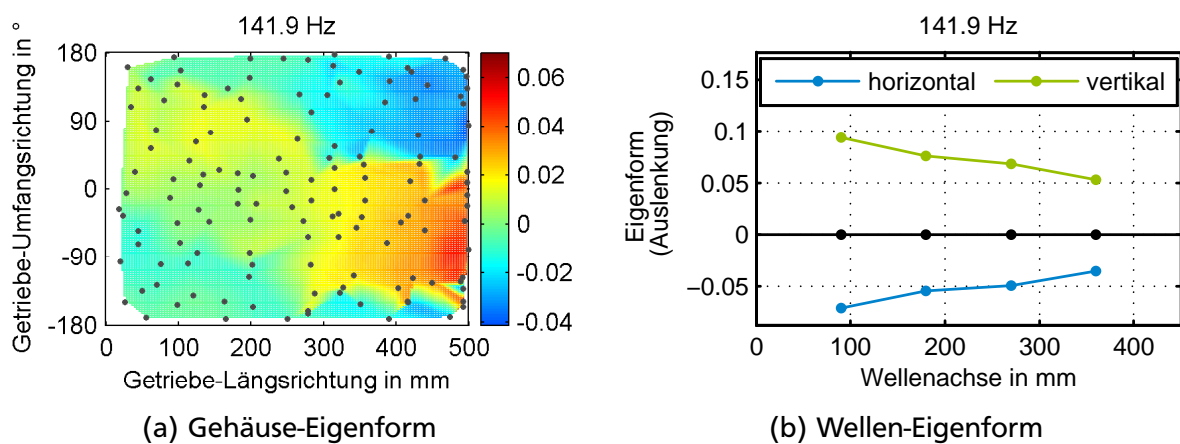 141.9 Hz
Getriebe-Umfangsrichtung in °
180
90
0
-90
-180
0 100 200 300 400 500
Getriebe-Längsrichtung in mm
0.06
0.04
0.02
0
-0.02
-0.04
(a) Gehäuse-Eigenform
141.9 Hz
horizontal vertikal
Eigenform
(Auslenkung)
0.15
0.1
0.05
0
−0.05
0 100 200 300 400
Wellenachse in mm
(b) Wellen-Eigenform